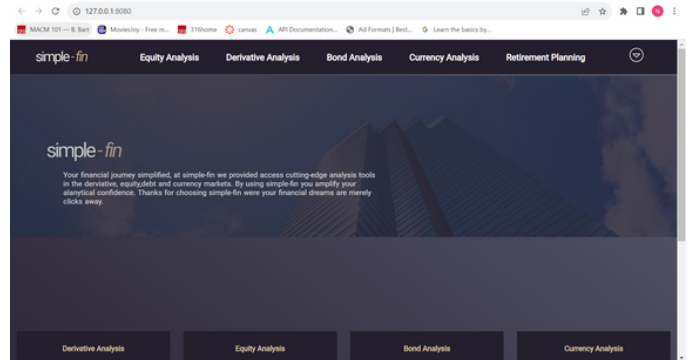 127.0.0.1:8080
MACM 101 — B. Bart MoviesJoy - Free m... 316home canvas API Documentation... Ad Formats | Best... Learn the basics by...
simple-fin Equity Analysis Derivative Analysis Bond Analysis Currency Analysis Retirement Planning
simple-fin
Your financial journey simplified, at simple-fin we provided access cutting-edge analysis tools
in the derviative, equity,debt and currency markets. By using simple-fin you amplify your
alanytical confidence. Thanks for choosing simple-fin were your financial dreams are merely
clicks away.
Derivative Analysis Equity Analysis Bond Analysis Currency Analysis